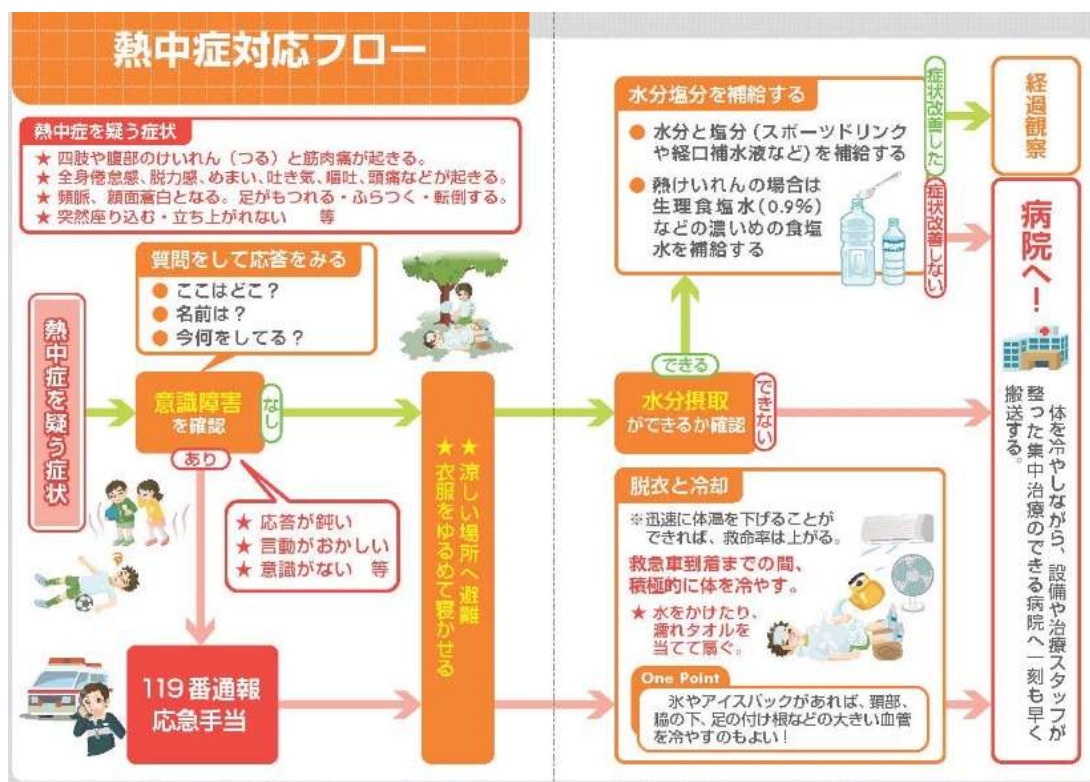 熱中症対応フロー
熱中症を疑う症状
★ 四肢や腹部のけいれん（つる）と筋肉痛が起きる。
★ 全身倦怠感、脱力感、めまい、吐き気、嘔吐、頭痛などが起きる。
★ 頻脈、顔面蒼白となる。足がもつれる・ふらつく・転倒する。
★ 突然座り込む・立ち上がれない 等
質問をして応答をみる
● ここはどこ？
● 名前は？
● 今何をしてる？
熱中症を疑う症状
意識障害
を確認
なし
あり
★ 応答が鈍い
★ 言動がおかしい
★ 意識がない 等
119番通報
応急手当
★ 涼しい場所へ避難
★ 衣服をゆるめて寝かせる
水分塩分を補給する
● 水分と塩分（スポーツドリンク
や経口補水液など）を補給する
● 熱けいれんの場合は
生理食塩水（0.9%）
などの濃いめの食塩
水を補給する
症状改善した
症状改善しない
できる
水分摂取
ができるか確認
できない
脱衣と冷却
※迅速に体温を下げることが
できれば、救命率は上がる。
救急車到着までの間、
積極的に体を冷やす。
★ 水をかけたり、
濡れタオルを
当てて扇ぐ。
One Point
氷やアイスパックがあれば、頚部、
脇の下、足の付け根などの大きい血管
を冷やすのもよい！
経過観察
病院へ！
体を冷やしながら、設備や治療スタッフが
整った集中治療のできる病院へ一刻も早く
搬送する。